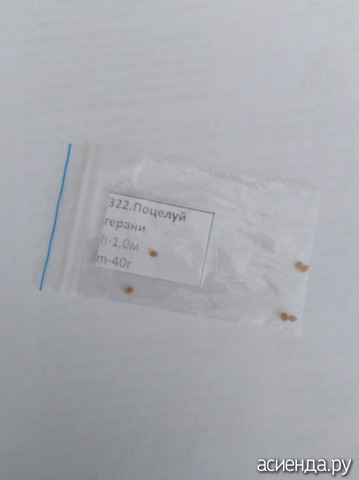 322.Поцелуй
герани
h-1,0м
m-40г
асиенда.ру